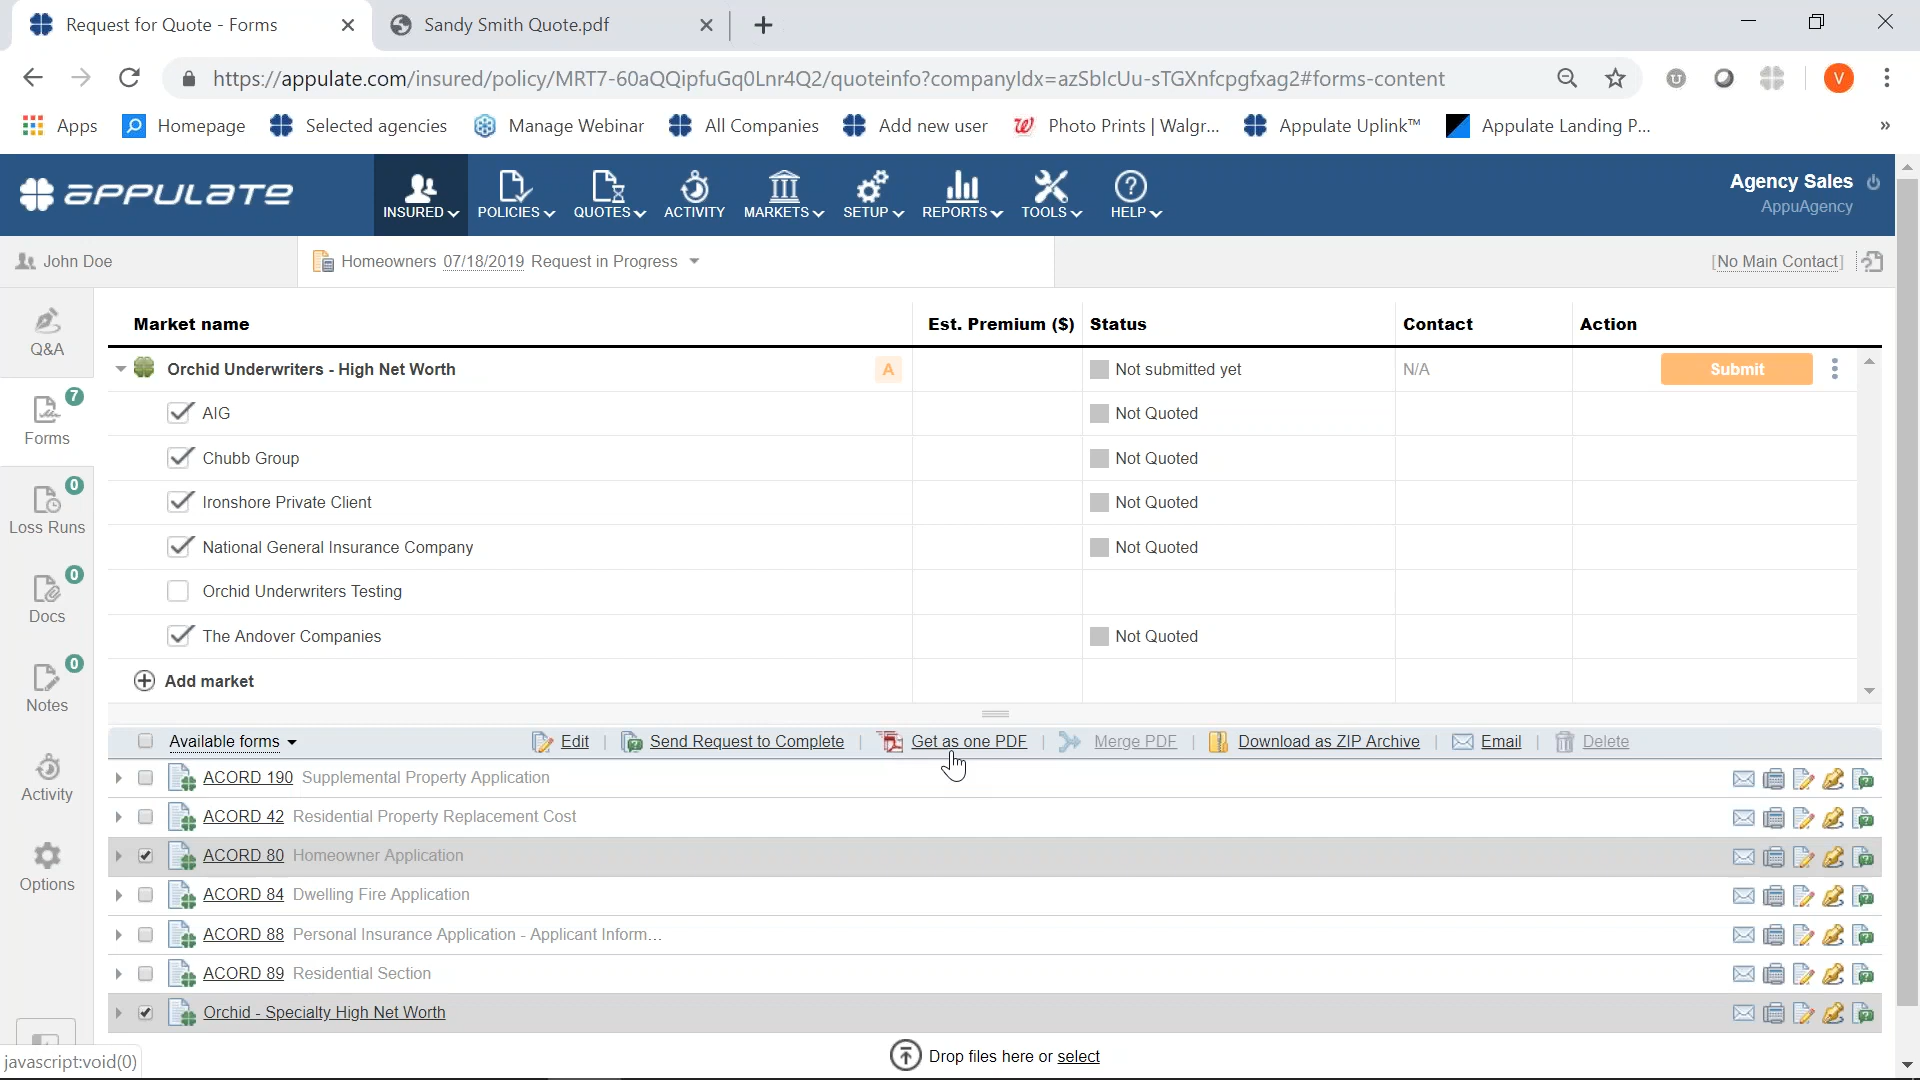 Request for Quote - Forms
Sandy Smith Quote.pdf
https://appulate.com/insured/policy/MRT7-60aQQipfuGq0Lnr4Q2/quoteinfo?companyIdx=azSbIcUu-sTGXnfcpgfxag2#forms-content
V
Apps Homepage Selected agencies Manage Webinar All Companies Add new user Photo Prints | Walgr... Appulate Uplink™ Appulate Landing P... »
APPULATE
INSURED POLICIES QUOTES ACTIVITY MARKETS SETUP REPORTS TOOLS HELP
Agency Sales
AppuAgency
John Doe
Homeowners 07/18/2019 Request in Progress
[No Main Contact]
Q&A
7
Forms
0
Loss Runs
0
Docs
0
Notes
Activity
Options
Market name Est. Premium ($) Status Contact Action
Orchid Underwriters - High Net Worth A Not submitted yet N/A Submit
AIG Not Quoted
Chubb Group Not Quoted
Ironshore Private Client Not Quoted
National General Insurance Company Not Quoted
Orchid Underwriters Testing
The Andover Companies Not Quoted
Add market
Available forms Edit | Send Request to Complete | Get as one PDF | Merge PDF | Download as ZIP Archive | Email | Delete
ACORD 190 Supplemental Property Application
ACORD 42 Residential Property Replacement Cost
ACORD 80 Homeowner Application
ACORD 84 Dwelling Fire Application
ACORD 88 Personal Insurance Application - Applicant Inform...
ACORD 89 Residential Section
Orchid - Specialty High Net Worth
Drop files here or select
javascript:void(0)